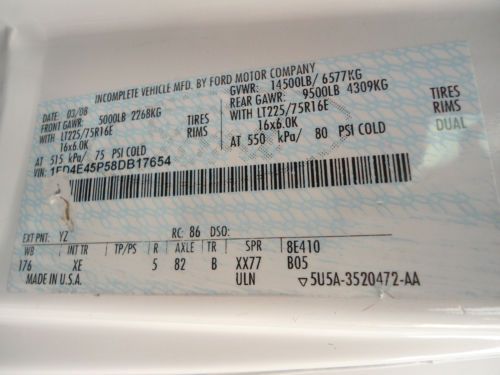 INCOMPLETE VEHICLE MFD. BY FORD MOTOR COMPANY
DATE: 03/08 GVWR: 14500LB/ 6577KG
FRONT GAWR: 5000LB 2268KG REAR GAWR: 9500LB 4309KG
WITH LT225/75R16E TIRES WITH LT225/75R16E TIRES
16x6.0K RIMS 16x6.0K RIMS
AT 515 kPa/ 75 PSI COLD AT 550 kPa/ 80 PSI COLD DUAL
VIN: 1FD4E45P58DB17654
EXT PNT: YZ RC: 86 DSO:
WB INT TR TP/PS R AXLE TR SPR 8E410
176 XE 5 82 B XX77 B05
MADE IN U.S.A. ULN ▽5U5A-3520472-AA